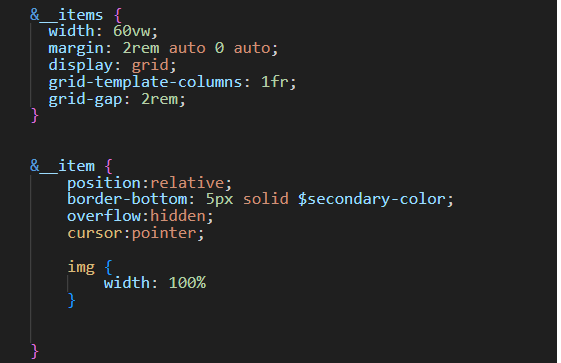 &__items {
width: 60vw;
margin: 2rem auto 0 auto;
display: grid;
grid-template-columns: 1fr;
grid-gap: 2rem;
}
&__item {
position:relative;
border-bottom: 5px solid $secondary-color;
overflow:hidden;
cursor:pointer;
img {
width: 100%
}
}